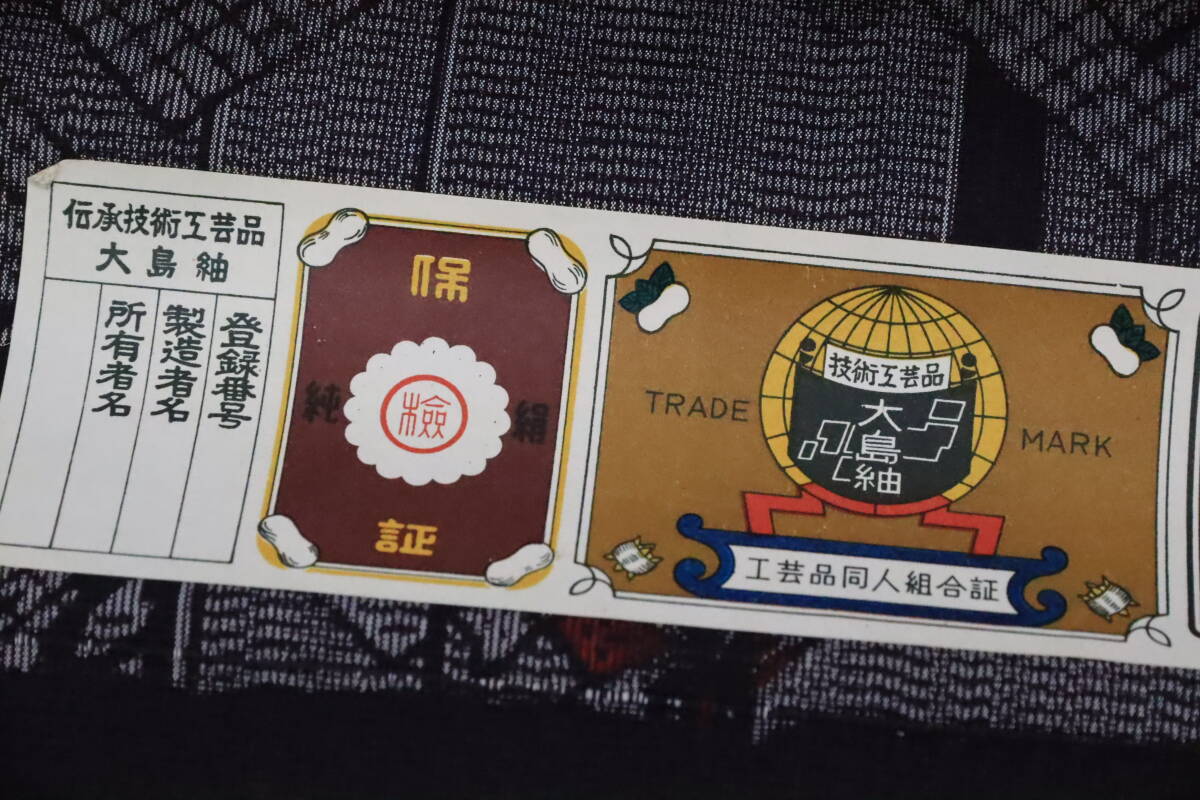 伝承技術工芸品
大島紬
登録番号
製造者名
所有者名
保
純
検
絹
証
技術工芸品
大島紬
TRADE
MARK
工芸品同人組合証